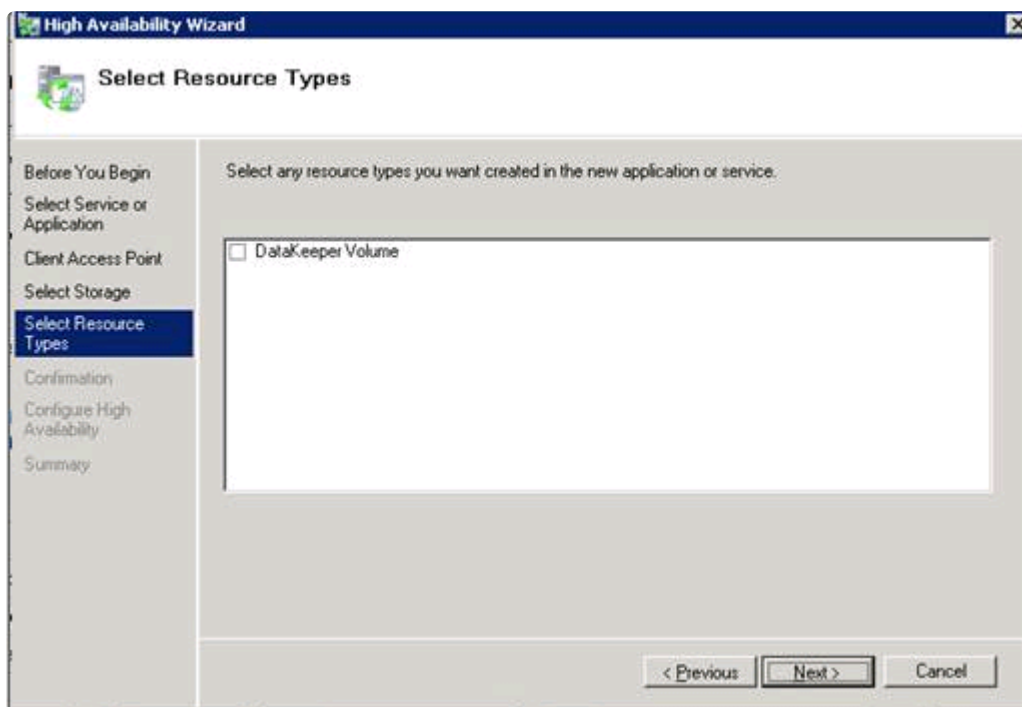 High Availability Wizard
Select Resource Types
Before You Begin
Select Service or
Application
Client Access Point
Select Storage
Select Resource
Types
Confirmation
Configure High
Availability
Summary
Select any resource types you want created in the new application or service.
DataKeeper Volume
< Previous
Next >
Cancel